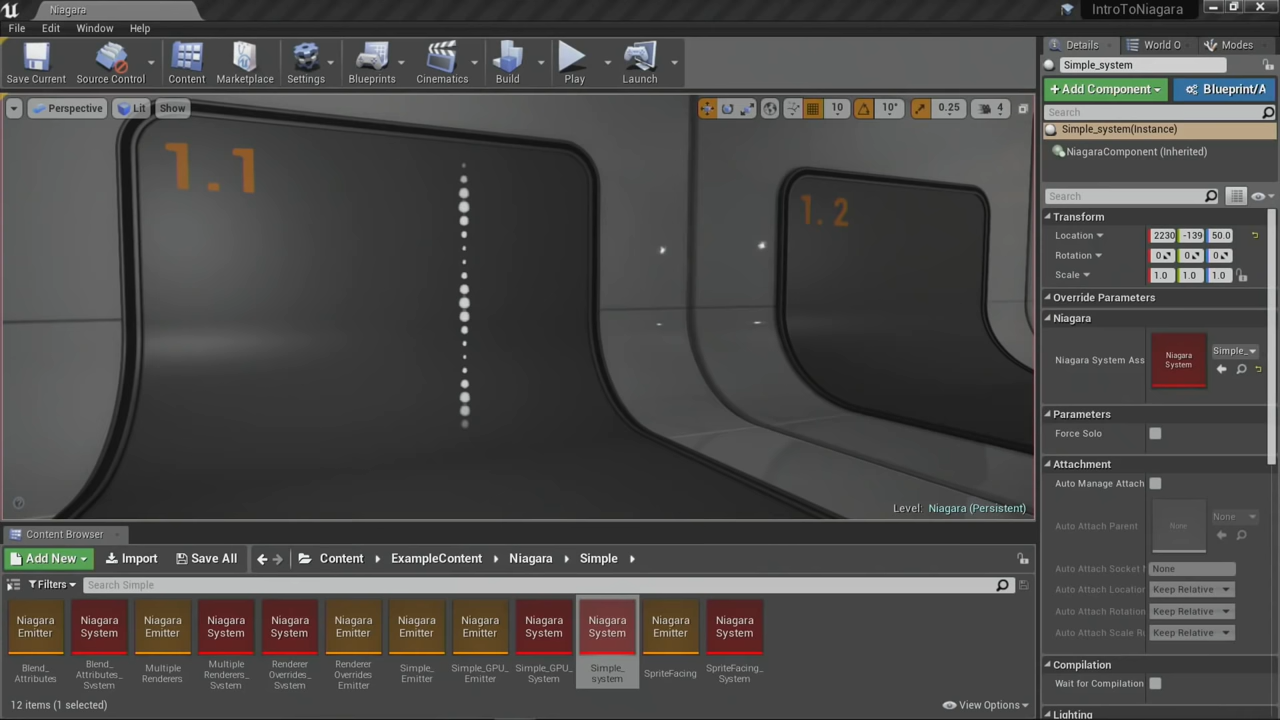 Niagara
IntroToNiagara
File Edit Window Help
Save Current Source Control Content Marketplace Settings Blueprints Cinematics Build Play Launch
Details World O Modes
Simple_system
+ Add Component Blueprint/A
Search
Simple_system(Instance)
NiagaraComponent (Inherited)
Search
Perspective Lit Show 10 10° 0.25 4
1.1
1.2
Level: Niagara (Persistent)
Transform
Location 2230 -139 50.0
Rotation 0 0 0
Scale 1.0 1.0 1.0
Override Parameters
Niagara
Niagara System Ass
Niagara
System
Simple_
Parameters
Force Solo
Attachment
Auto Manage Attach
Auto Attach Parent None None
Auto Attach Socket N None
Auto Attach Location Keep Relative
Auto Attach Rotation Keep Relative
Auto Attach Scale Ru Keep Relative
Compilation
Wait for Compilation
Lighting
Content Browser
Add New Import Save All Content ExampleContent Niagara Simple
Filters Search Simple
Niagara
Emitter
Blend_
Attributes
Niagara
System
Blend_
Attributes_
System
Niagara
Emitter
Multiple
Renderers
Niagara
System
Multiple
Renderers_
System
Niagara
System
Renderer
Overrides_
System
Niagara
Emitter
Renderer
Overrides
Emitter
Niagara
Emitter
Simple_
Emitter
Niagara
Emitter
Simple_GPU_
Emitter
Niagara
System
Simple_GPU_
System
Niagara
System
Simple_
system
Niagara
Emitter
SpriteFacing
Niagara
System
SpriteFacing_
System
12 items (1 selected)
View Options